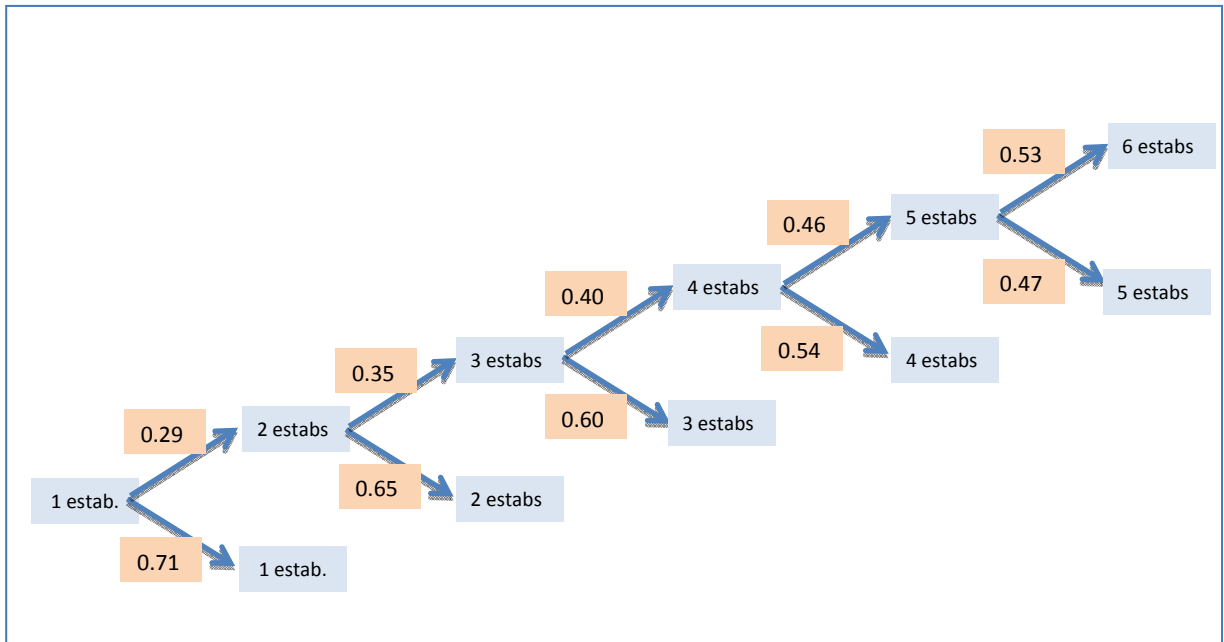 6 estabs
0.53
5 estabs
0.46
0.47
5 estabs
4 estabs
0.40
0.54
4 estabs
3 estabs
0.35
0.60
3 estabs
2 estabs
0.29
0.65
2 estabs
1 estab.
0.71
1 estab.